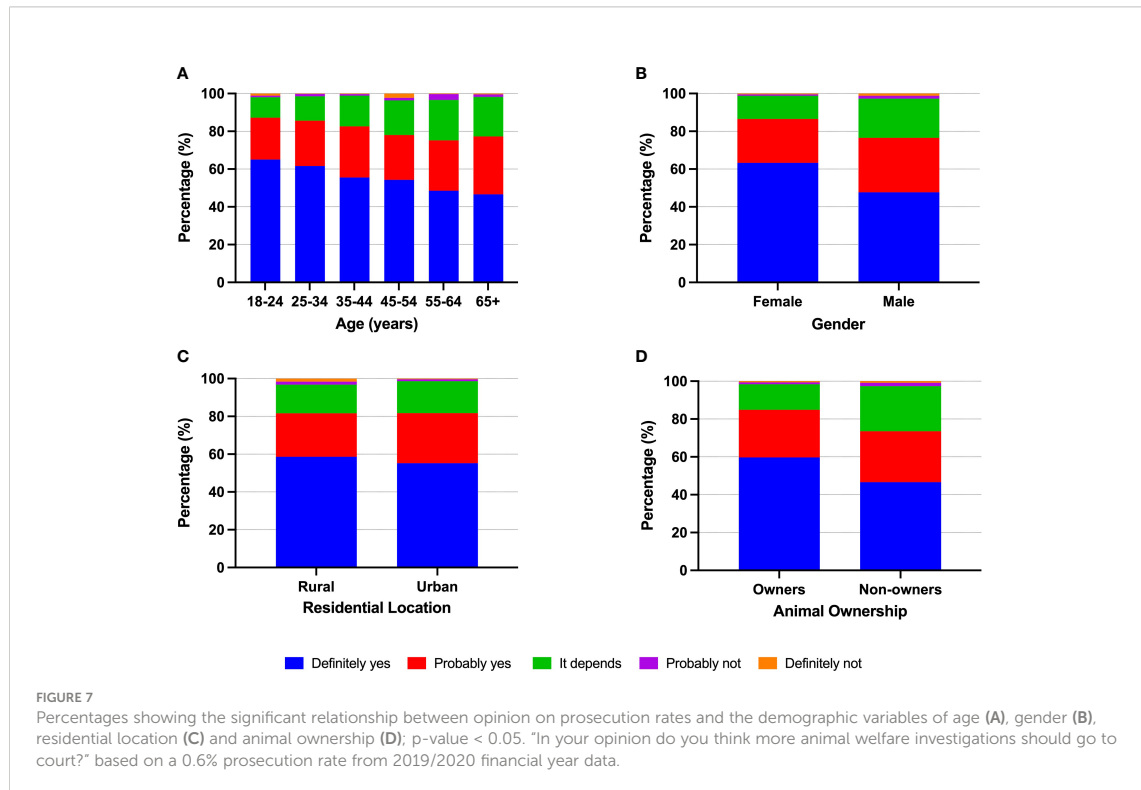 A
Percentage (%)
100
80
60
40
20
0
18-24 25-34 35-44 45-54 55-64 65+
Age (years)
B
Percentage (%)
100
80
60
40
20
0
Female Male
Gender
C
Percentage (%)
100
80
60
40
20
0
Rural Urban
Residential Location
D
Percentage (%)
100
80
60
40
20
0
Owners Non-owners
Animal Ownership
Definitely yes Probably yes It depends Probably not Definitely not
FIGURE 7
Percentages showing the significant relationship between opinion on prosecution rates and the demographic variables of age (A), gender (B),
residential location (C) and animal ownership (D); p-value < 0.05. “In your opinion do you think more animal welfare investigations should go to
court?” based on a 0.6% prosecution rate from 2019/2020 financial year data.